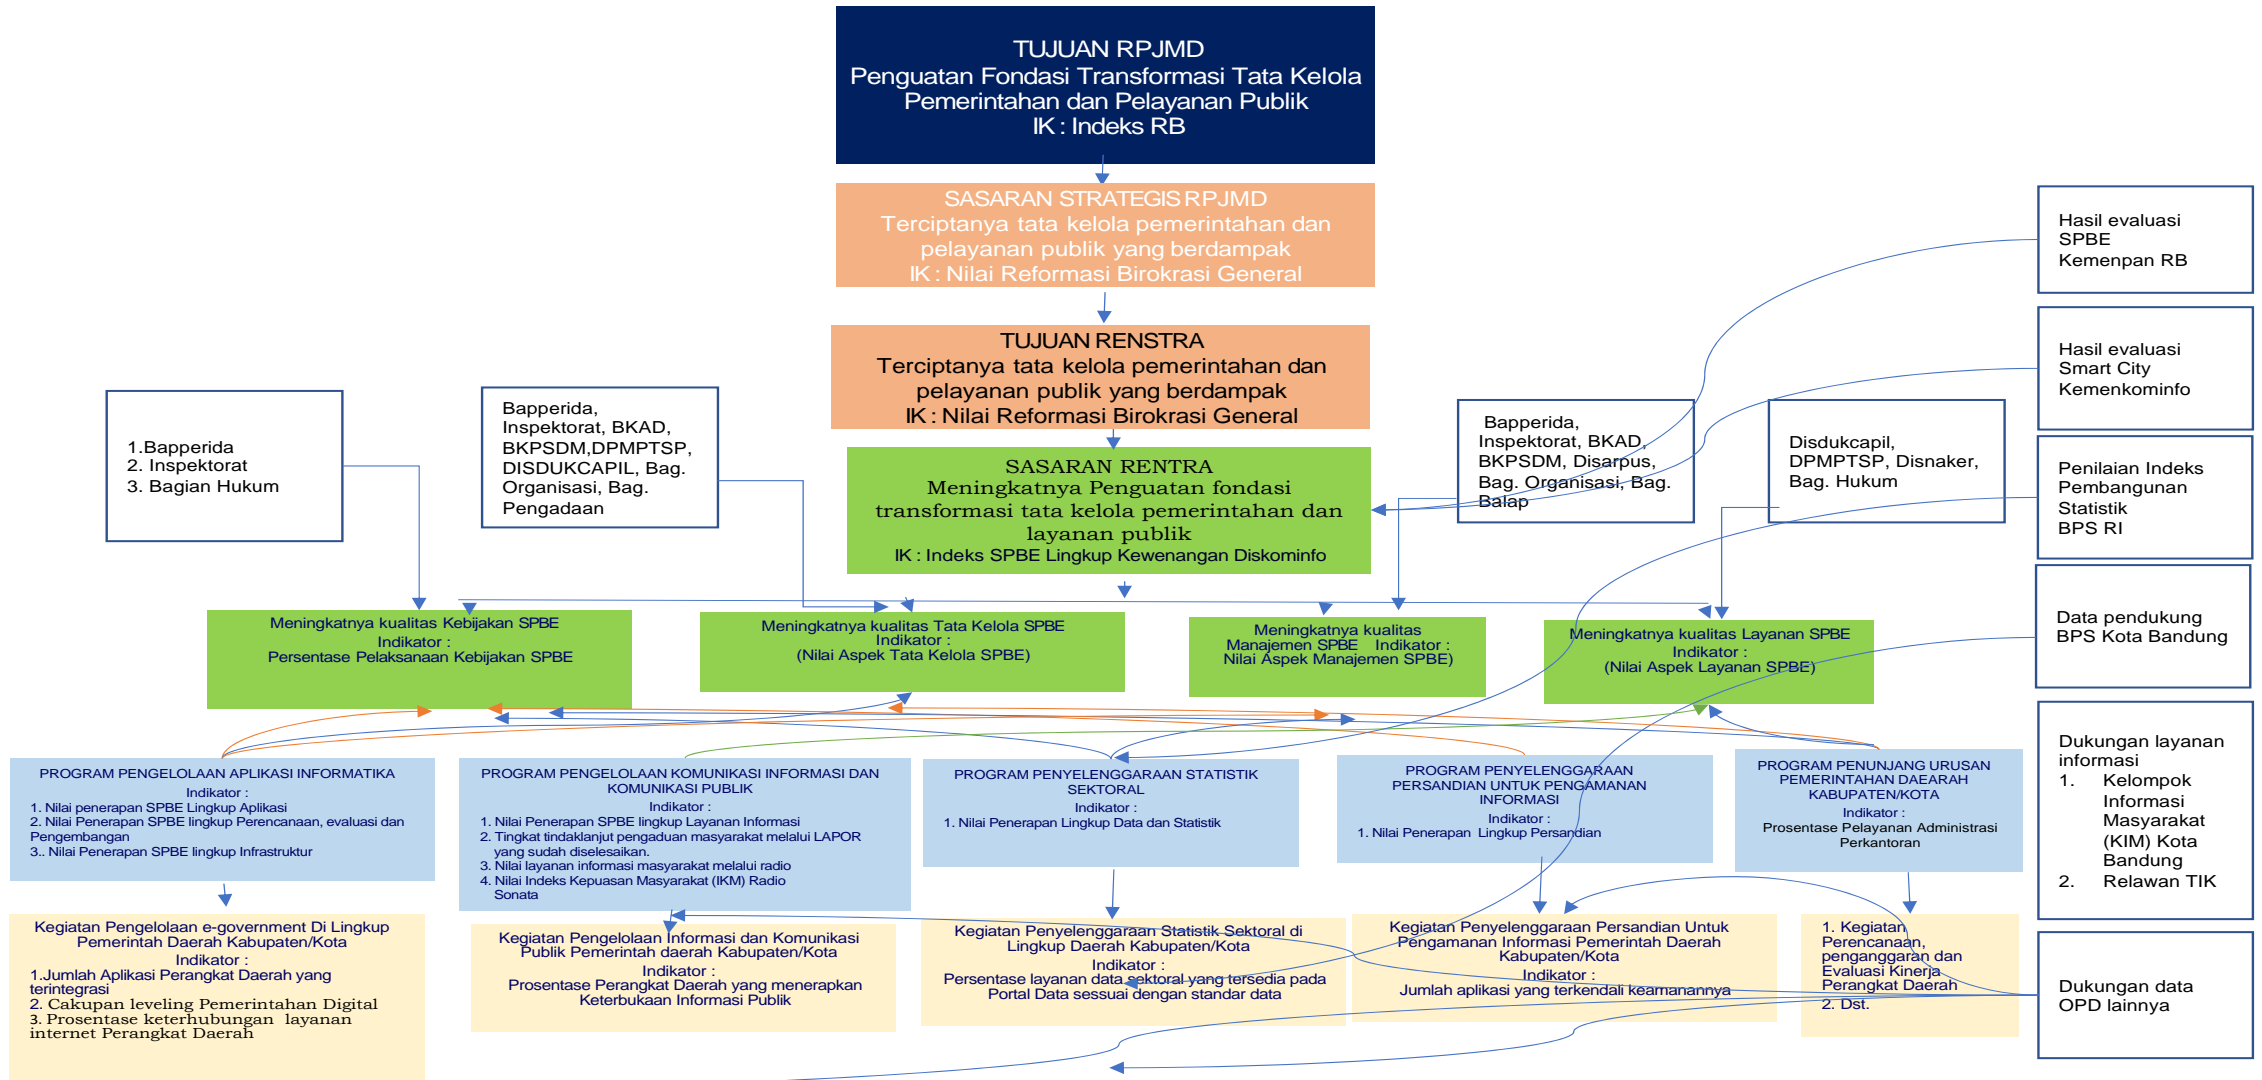 TUJUAN RPJMD
Penguatan Fondasi Transformasi Tata Kelola
Pemerintahan dan Pelayanan Publik
IK : Indeks RB
SASARAN STRATEGIS RPJMD
Terciptanya tata kelola pemerintahan dan
pelayanan publik yang berdampak
IK : Nilai Reformasi Birokrasi General
TUJUAN RENSTRA
Terciptanya tata kelola pemerintahan dan
pelayanan publik yang berdampak
IK : Nilai Reformasi Birokrasi General
SASARAN RENTRA
Meningkatnya Penguatan fondasi
transformasi tata kelola pemerintahan dan
layanan publik
IK : Indeks SPBE Lingkup Kewenangan Diskominfo
1.Bapperida
2. Inspektorat
3. Bagian Hukum
Bapperida,
Inspektorat, BKAD,
BKPSDM,DPMPTSP,
DISDUKCAPIL, Bag.
Organisasi, Bag.
Pengadaan
Bapperida,
Inspektorat, BKAD,
BKPSDM, Disarpus,
Bag. Organisasi, Bag.
Balap
Disdukcapil,
DPMPTSP, Disnaker,
Bag. Hukum
Hasil evaluasi
SPBE
Kemenpan RB
Hasil evaluasi
Smart City
Kemenkominfo
Penilaian Indeks
Pembangunan
Statistik
BPS RI
Data pendukung
BPS Kota Bandung
Dukungan layanan
informasi
1. Kelompok
Informasi
Masyarakat
(KIM) Kota
Bandung
2. Relawan TIK
Dukungan data
OPD lainnya
Meningkatnya kualitas Kebijakan SPBE
Indikator :
Persentase Pelaksanaan Kebijakan SPBE
Meningkatnya kualitas Tata Kelola SPBE
Indikator :
(Nilai Aspek Tata Kelola SPBE)
Meningkatnya kualitas
Manajemen SPBE Indikator :
Nilai Aspek Manajemen SPBE)
Meningkatnya kualitas Layanan SPBE
Indikator :
(Nilai Aspek Layanan SPBE)
PROGRAM PENGELOLAAN APLIKASI INFORMATIKA
Indikator :
1. Nilai penerapan SPBE Lingkup Aplikasi
2. Nilai Penerapan SPBE lingkup Perencanaan, evaluasi dan
Pengembangan
3.. Nilai Penerapan SPBE lingkup Infrastruktur
PROGRAM PENGELOLAAN KOMUNIKASI INFORMASI DAN
KOMUNIKASI PUBLIK
Indikator :
1. Nilai Penerapan SPBE lingkup Layanan Informasi
2. Tingkat tindaklanjut pengaduan masyarakat melalui LAPOR
yang sudah diselesaikan.
3. Nilai layanan informasi masyarakat melalui radio
4. Nilai Indeks Kepuasan Masyarakat (IKM) Radio
Sonata
PROGRAM PENYELENGGARAAN STATISTIK
SEKTORAL
Indikator :
1. Nilai Penerapan Lingkup Data dan Statistik
PROGRAM PENYELENGGARAAN
PERSANDIAN UNTUK PENGAMANAN
INFORMASI
Indikator :
1. Nilai Penerapan Lingkup Persandian
PROGRAM PENUNJANG URUSAN
PEMERINTAHAN DAEARAH
KABUPATEN/KOTA
Indikator :
Prosentase Pelayanan Administrasi
Perkantoran
Kegiatan Pengelolaan e-government Di Lingkup
Pemerintah Daerah Kabupaten/Kota
Indikator :
1.Jumlah Aplikasi Perangkat Daerah yang
terintegrasi
2. Cakupan leveling Pemerintahan Digital
3. Prosentase keterhubungan layanan
internet Perangkat Daerah
Kegiatan Pengelolaan Informasi dan Komunikasi
Publik Pemerintah daerah Kabupaten/Kota
Indikator :
Prosentase Perangkat Daerah yang menerapkan
Keterbukaan Informasi Publik
Kegiatan Penyelenggaraan Statistik Sektoral di
Lingkup Daerah Kabupaten/Kota
Indikator :
Persentase layanan data sektoral yang tersedia pada
Portal Data sessuai dengan standar data
Kegiatan Penyelenggaraan Persandian Untuk
Pengamanan Informasi Pemerintah Daerah
Kabupaten/Kota
Indikator :
Jumlah aplikasi yang terkendali keamanannya
1. Kegiatan
Perencanaan,
penganggaran dan
Evaluasi Kinerja
Perangkat Daerah
2. Dst.